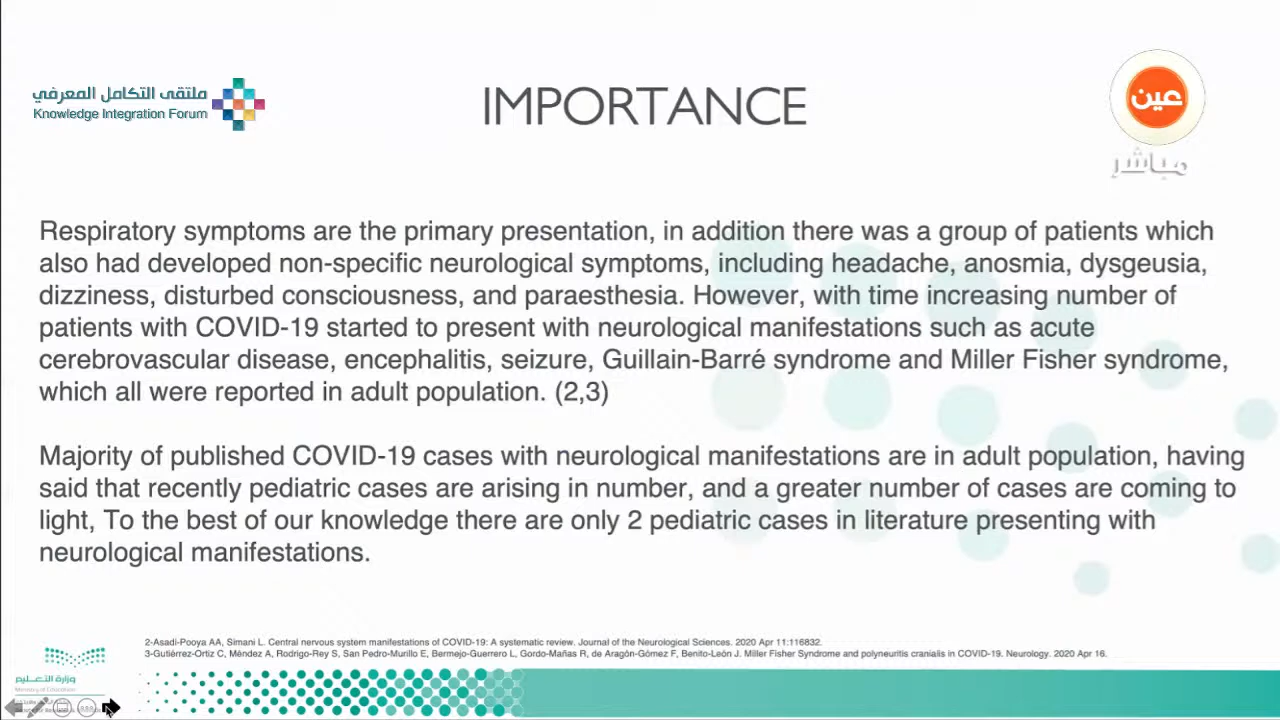 ملتقى التكامل المعرفي
Knowledge Integration Forum
IMPORTANCE
عين
مباشر
Respiratory symptoms are the primary presentation, in addition there was a group of patients which
also had developed non-specific neurological symptoms, including headache, anosmia, dysgeusia,
dizziness, disturbed consciousness, and paraesthesia. However, with time increasing number of
patients with COVID-19 started to present with neurological manifestations such as acute
cerebrovascular disease, encephalitis, seizure, Guillain-Barré syndrome and Miller Fisher syndrome,
which all were reported in adult population. (2,3)
Majority of published COVID-19 cases with neurological manifestations are in adult population, having
said that recently pediatric cases are arising in number, and a greater number of cases are coming to
light, To the best of our knowledge there are only 2 pediatric cases in literature presenting with
neurological manifestations.
2-Asadi-Pooya AA, Simani L. Central nervous system manifestations of COVID-19: A systematic review. Journal of the Neurological Sciences. 2020 Apr 11:116832.
3-Gutiérrez-Ortiz C, Méndez A, Rodrigo-Rey S, San Pedro-Murillo E, Bermejo-Guerrero L, Gordo-Mañas R, de Aragón-Gómez F, Benito-León J. Miller Fisher Syndrome and polyneuritis cranialis in COVID-19. Neurology. 2020 Apr 16.
وزارة التعليم
Ministry of Education